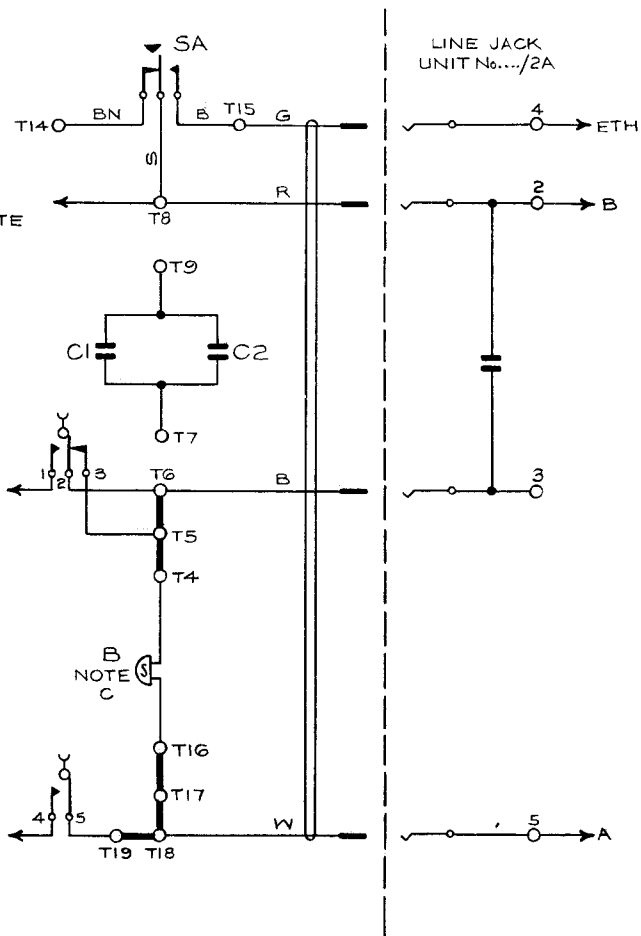 SA
LINE JACK
UNIT No..../2A
T14
BN
B
T15
G
4
ETH
S
R
2
B
T8
TE
T9
C1
C2
T7
1
2
3
T6
B
3
T5
T4
B
NOTE
C
S
T16
T17
4
5
W
5
A
T19
T18